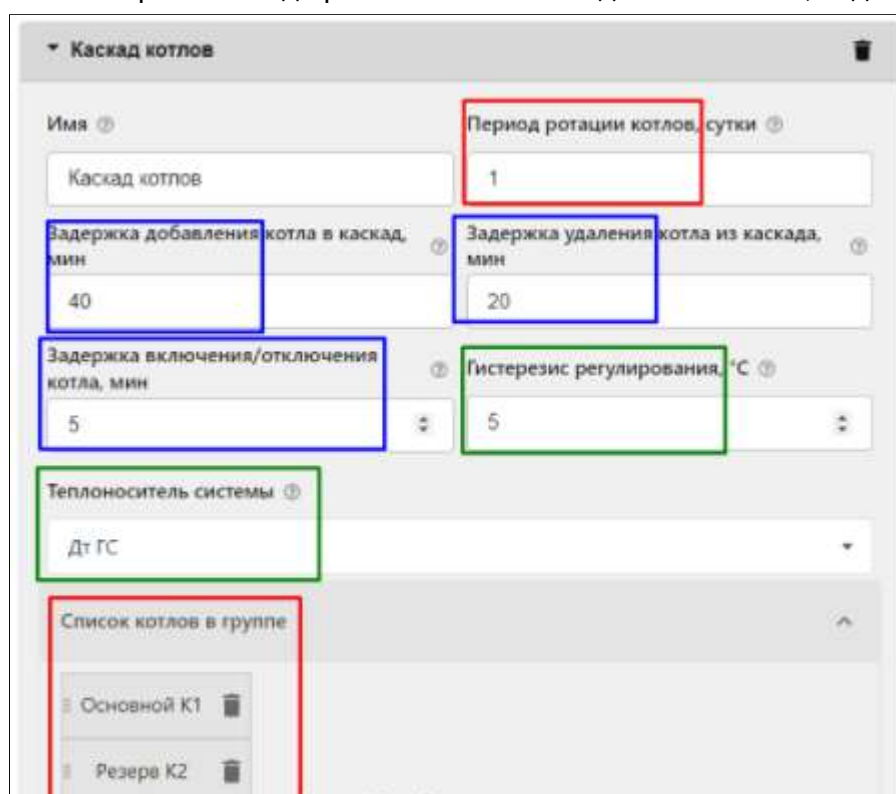 Каскад котлов
Имя
Период ротации котлов, сутки
Каскад котлов
1
Задержка добавления котла в каскад,
мин
Задержка удаления котла из каскада,
мин
40
20
Задержка включения/отключения
котла, мин
Гистерезис регулирования, °C
5
5
Теплоноситель системы
Дт ГС
Список котлов в группе
Основной К1
Резерв К2